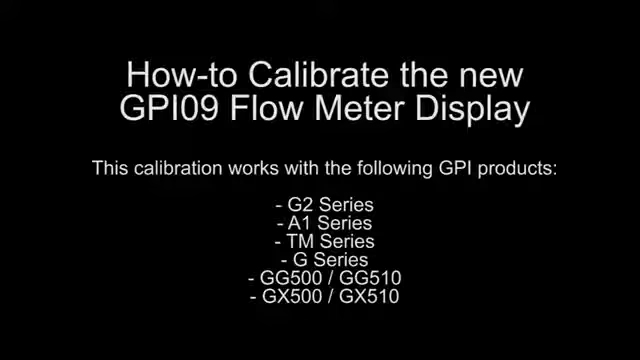 How-to Calibrate the new
GPI09 Flow Meter Display
This calibration works with the following GPI products:
- G2 Series
- A1 Series
- TM Series
- G Series
- GG500 / GG510
- GX500 / GX510